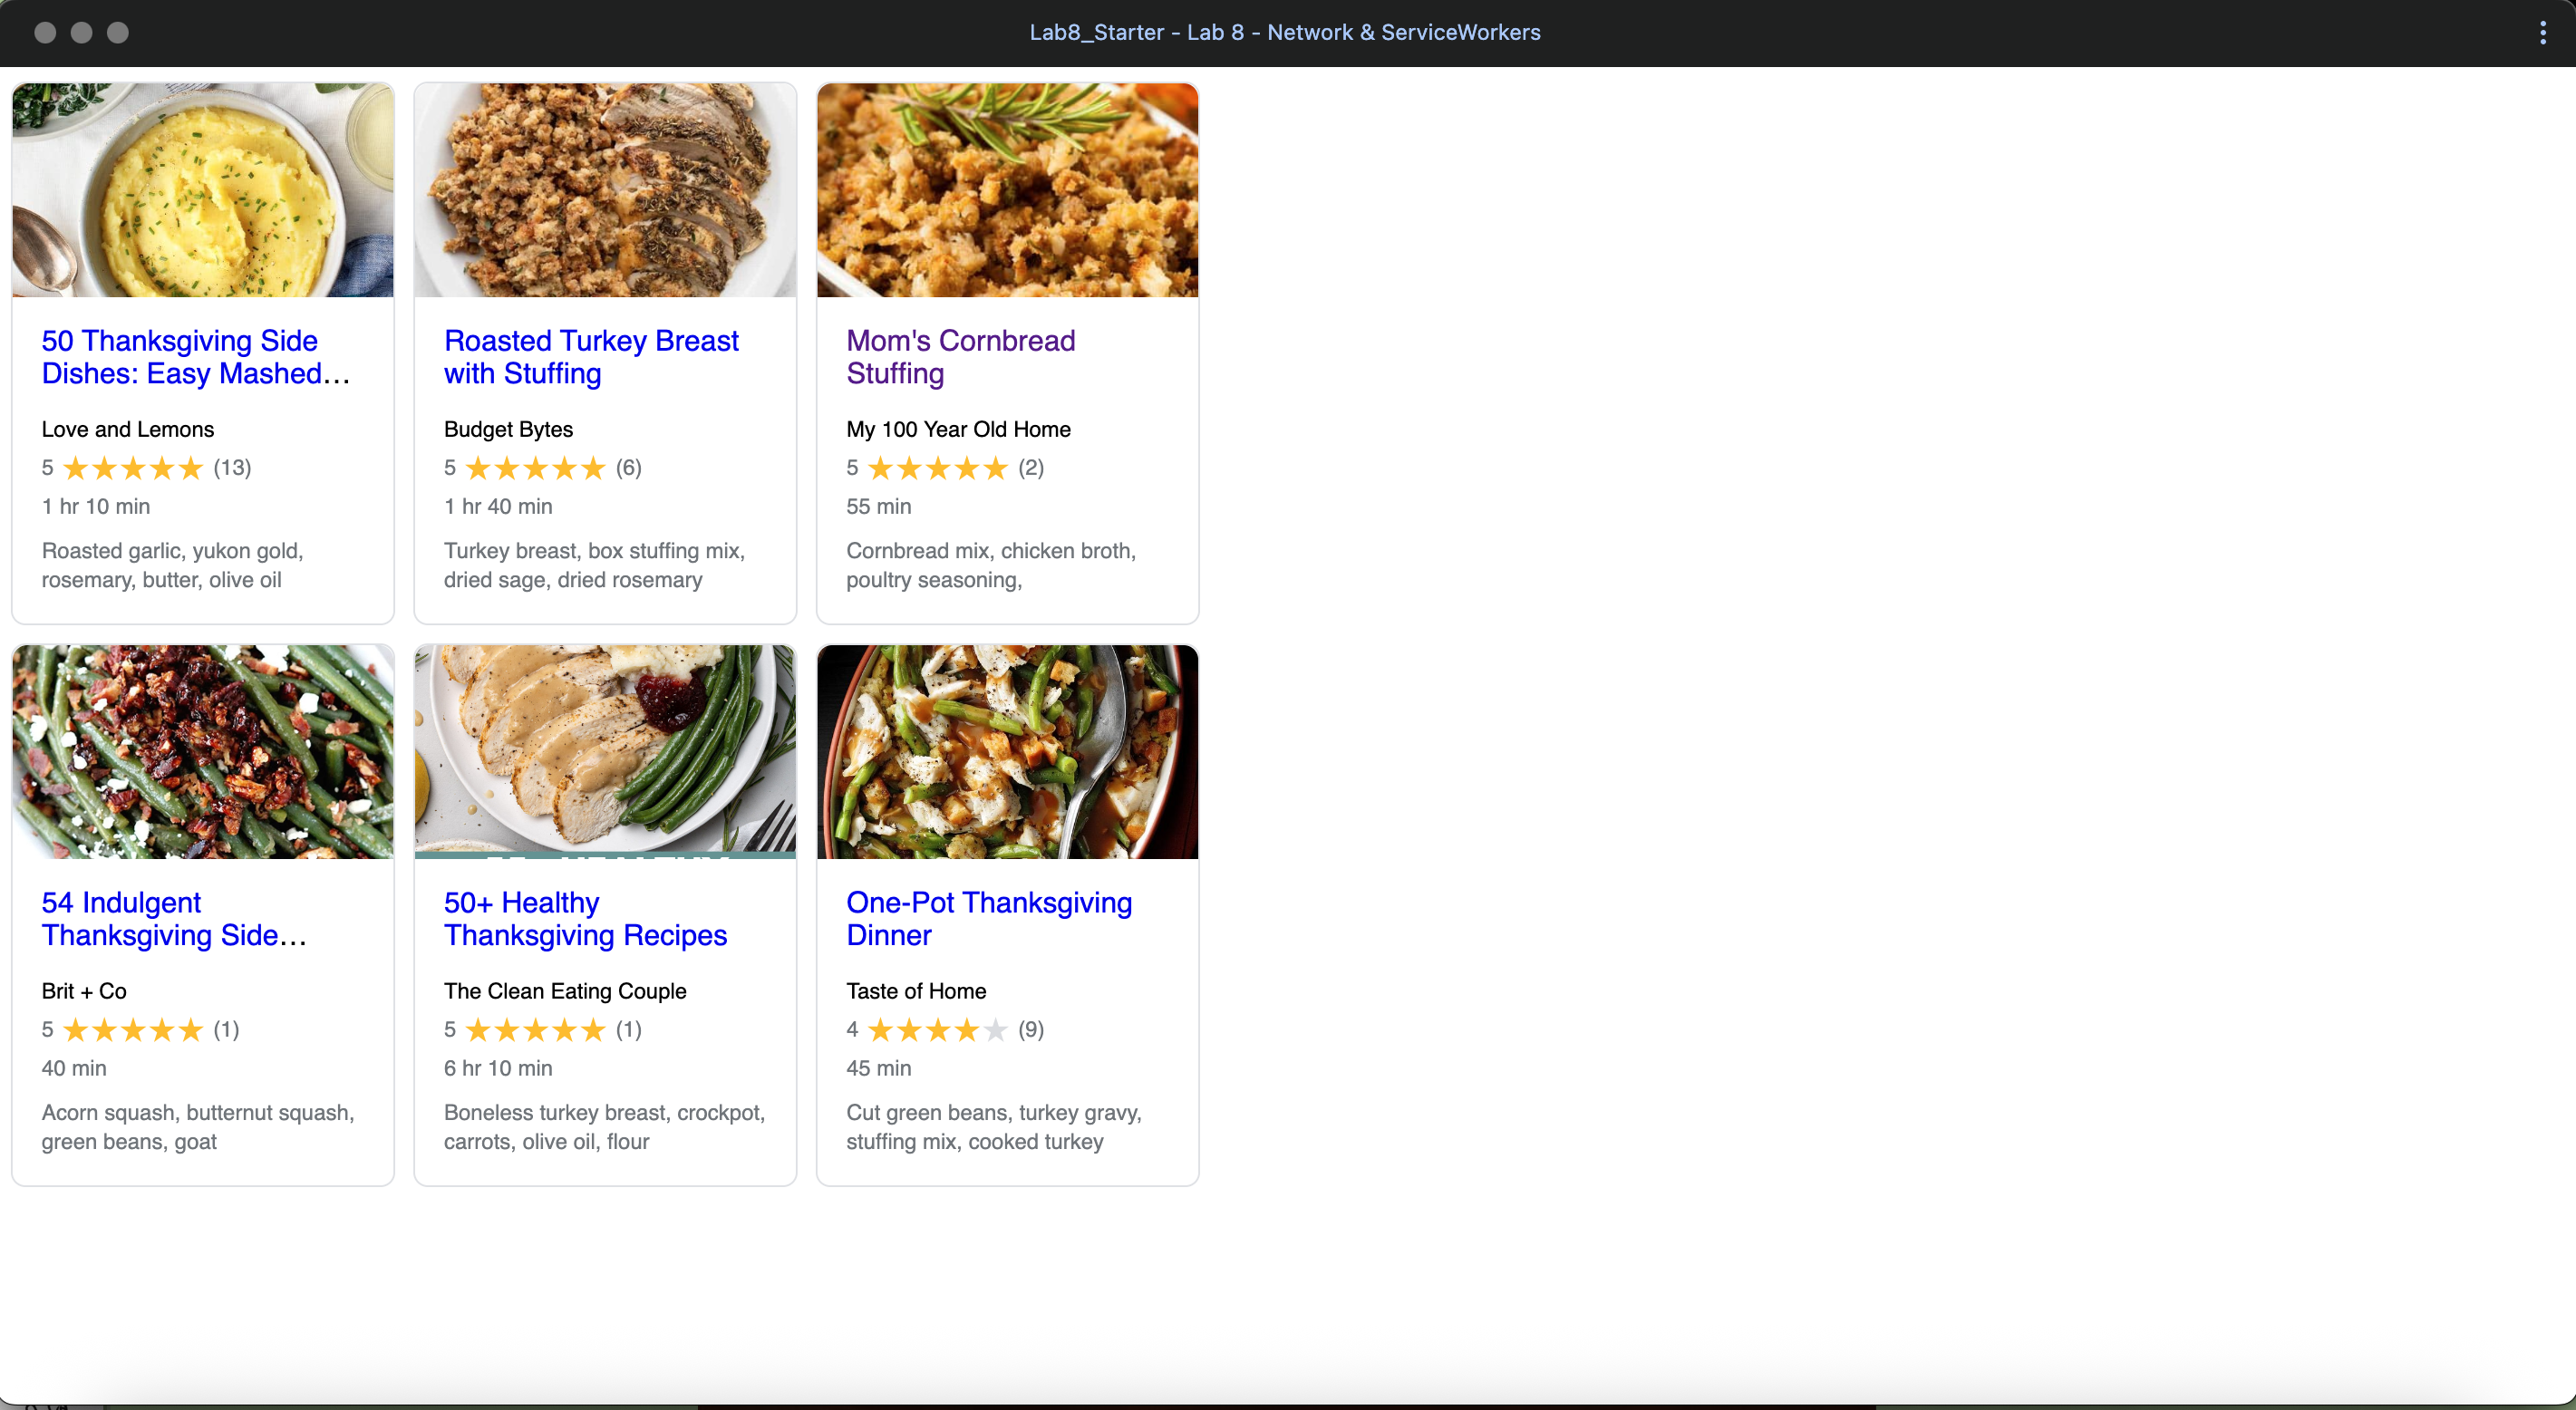 Lab8_Starter - Lab 8 - Network & ServiceWorkers
50 Thanksgiving Side
Dishes: Easy Mashed...
Love and Lemons
5 ★★★★★ (13)
1 hr 10 min
Roasted garlic, yukon gold,
rosemary, butter, olive oil
Roasted Turkey Breast
with Stuffing
Budget Bytes
5 ★★★★★ (6)
1 hr 40 min
Turkey breast, box stuffing mix,
dried sage, dried rosemary
Mom's Cornbread
Stuffing
My 100 Year Old Home
5 ★★★★★ (2)
55 min
Cornbread mix, chicken broth,
poultry seasoning,
54 Indulgent
Thanksgiving Side...
Brit + Co
5 ★★★★★ (1)
40 min
Acorn squash, butternut squash,
green beans, goat
50+ Healthy
Thanksgiving Recipes
The Clean Eating Couple
5 ★★★★★ (1)
6 hr 10 min
Boneless turkey breast, crockpot,
carrots, olive oil, flour
One-Pot Thanksgiving
Dinner
Taste of Home
4 ★★★★★ (9)
45 min
Cut green beans, turkey gravy,
stuffing mix, cooked turkey